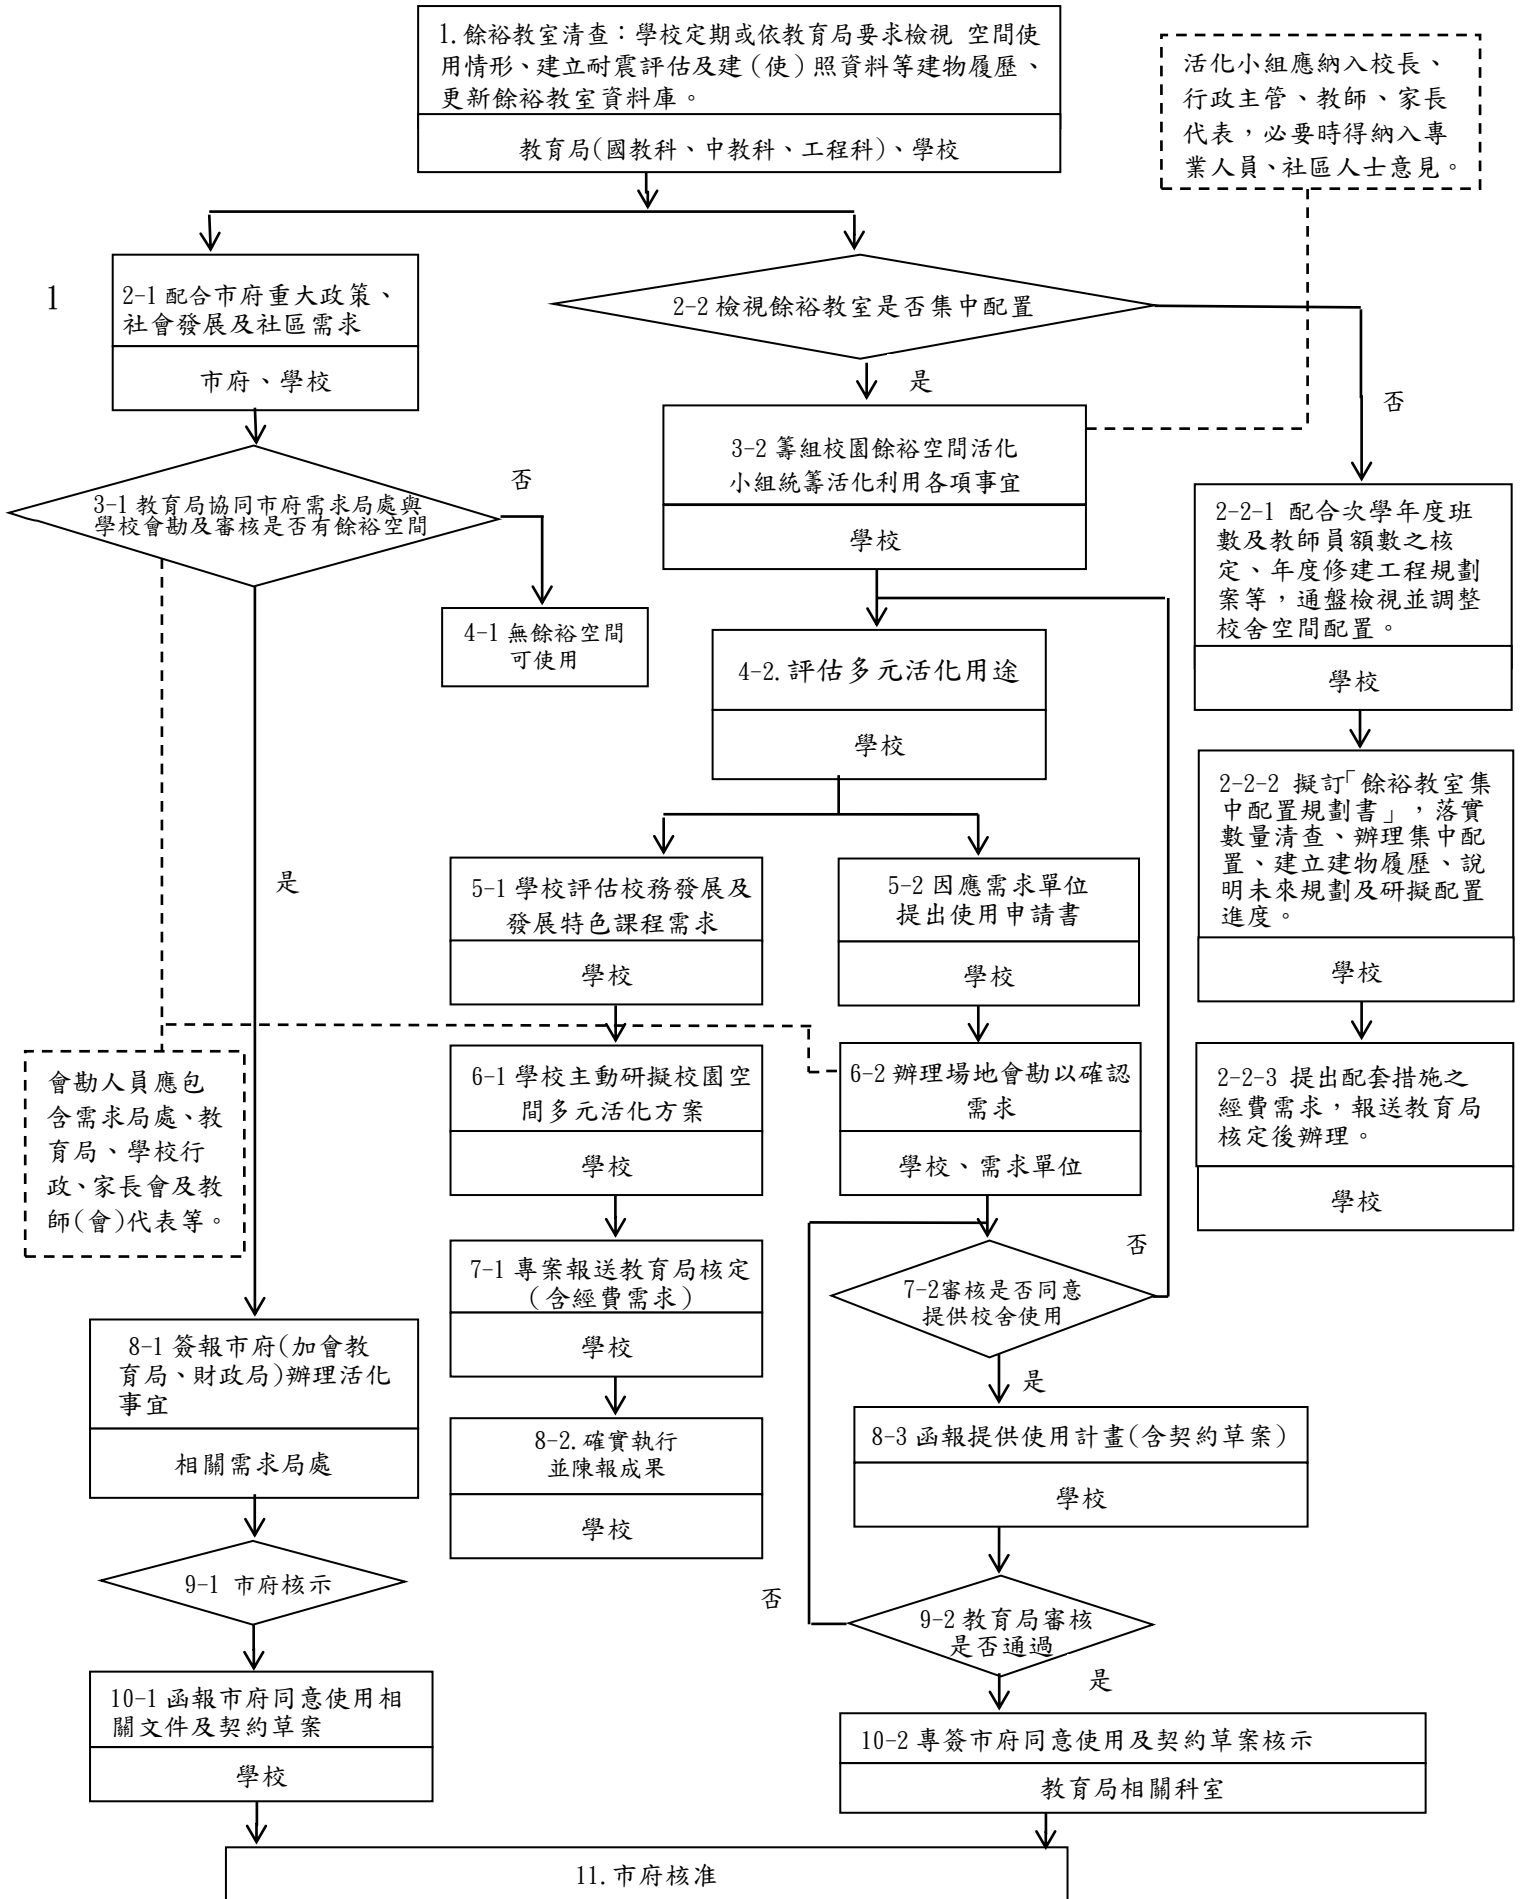 1.餘裕教室清查：學校定期或依教育局要求檢視 空間使
用情形、建立耐震評估及建(使)照資料等建物履歷、
更新餘裕教室資料庫。
教育局(國教科、中教科、工程科)、學校
活化小組應納入校長、
行政主管、教師、家長
代表，必要時得納入專
業人員、社區人士意見。
1
2-1 配合市府重大政策、
社會發展及社區需求
市府、學校
2-2 檢視餘裕教室是否集中配置
是
否
3-1 教育局協同市府需求局處與
學校會勘及審核是否有餘裕空間
否
是
4-1 無餘裕空間
可使用
3-2 籌組校園餘裕空間活化
小組統籌活化利用各項事宜
學校
4-2.評估多元活化用途
學校
2-2-1 配合次學年度班
數及教師員額數之核
定、年度修建工程規劃
案等，通盤檢視並調整
校舍空間配置。
學校
2-2-2 擬訂「餘裕教室集
中配置規劃書」，落實
數量清查、辦理集中配
置、建立建物履歷、說
明未來規劃及研擬配置
進度。
學校
2-2-3 提出配套措施之
經費需求，報送教育局
核定後辦理。
學校
5-1 學校評估校務發展及
發展特色課程需求
學校
5-2 因應需求單位
提出使用申請書
學校
會勘人員應包
含需求局處、教
育局、學校行
政、家長會及教
師(會)代表等。
6-1 學校主動研擬校園空
間多元活化方案
學校
6-2 辦理場地會勘以確認
需求
學校、需求單位
7-1 專案報送教育局核定
(含經費需求)
學校
7-2審核是否同意
提供校舍使用
否
是
8-1 簽報市府(加會教
育局、財政局)辦理活化
事宜
相關需求局處
8-2.確實執行
並陳報成果
學校
8-3 函報提供使用計畫(含契約草案)
學校
9-1 市府核示
9-2 教育局審核
是否通過
否
是
10-1 函報市府同意使用相
關文件及契約草案
學校
10-2 專簽市府同意使用及契約草案核示
教育局相關科室
11.市府核准